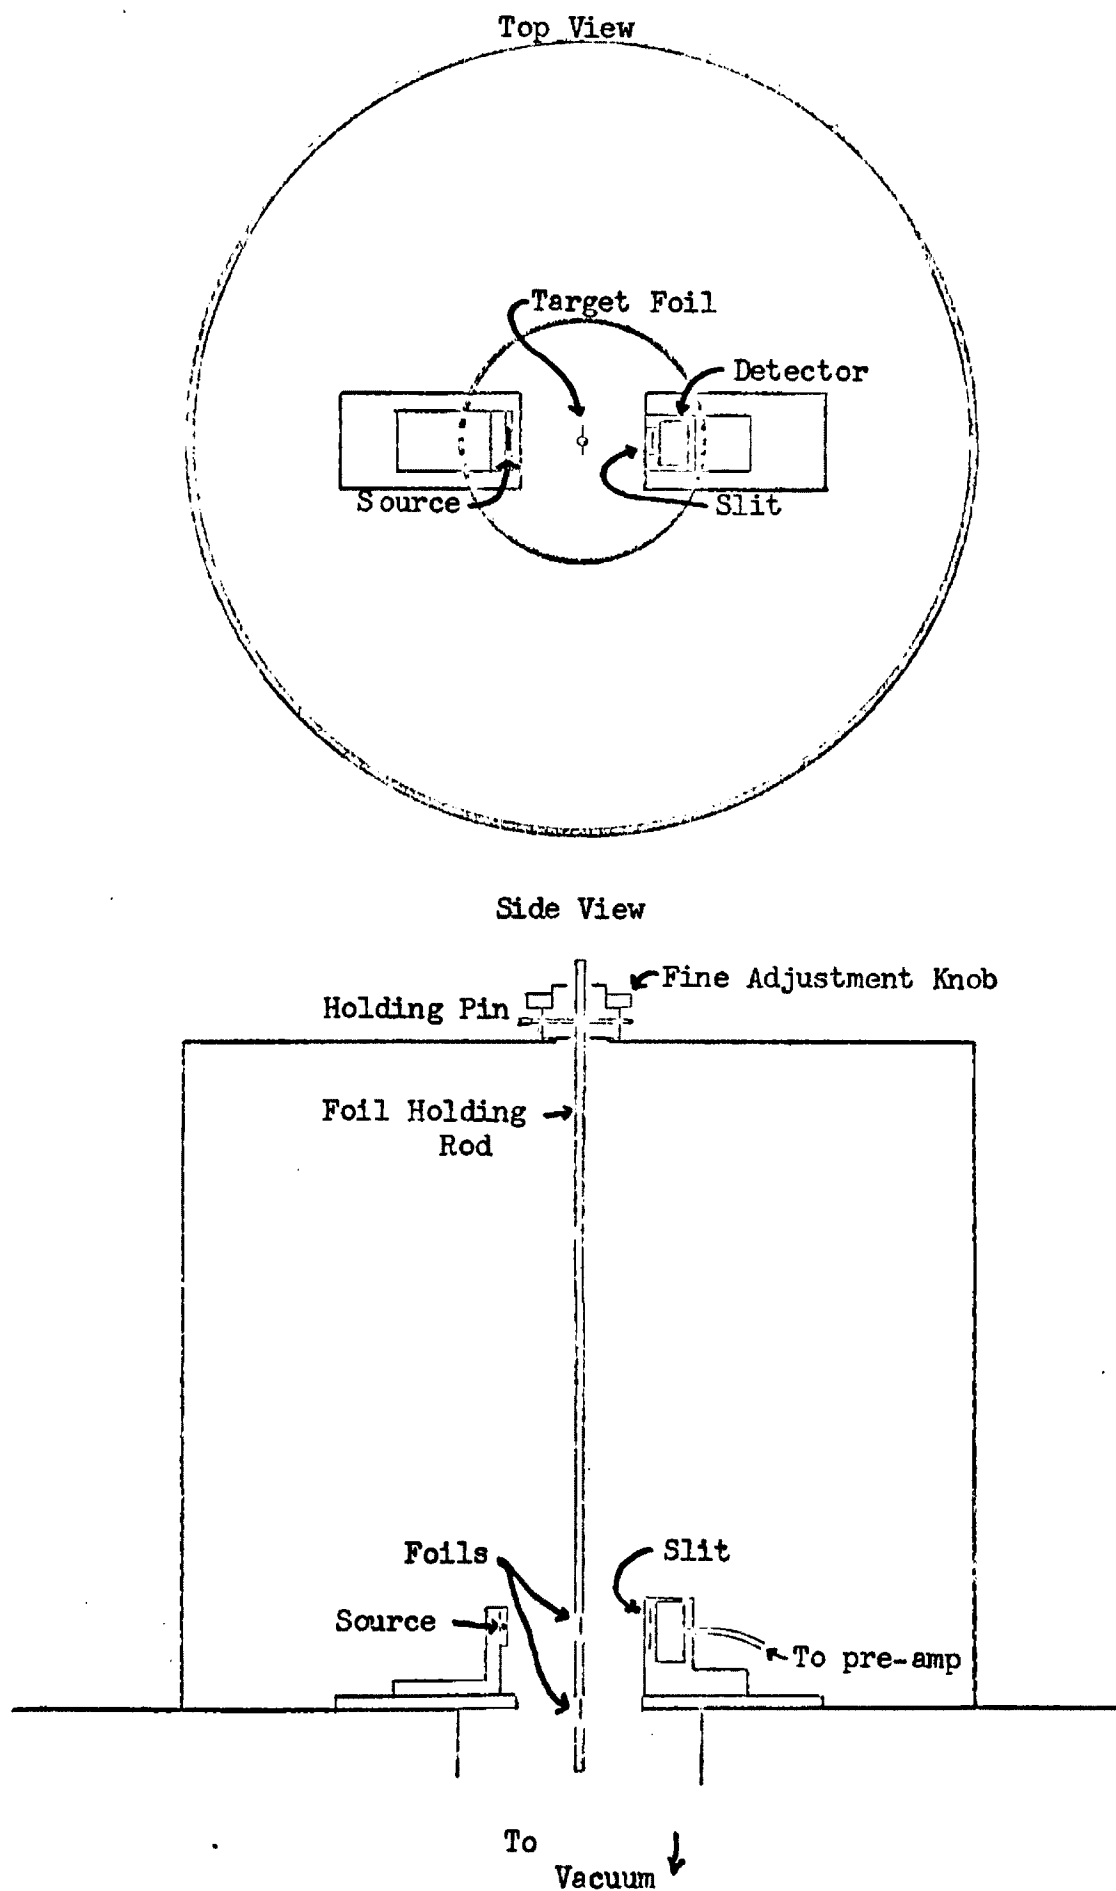 Top View
Target Foil
Detector
Source
Slit
Side View
Fine Adjustment Knob
Holding Pin
Foil Holding
Rod
Foils
Slit
Source
To pre-amp
To
Vacuum